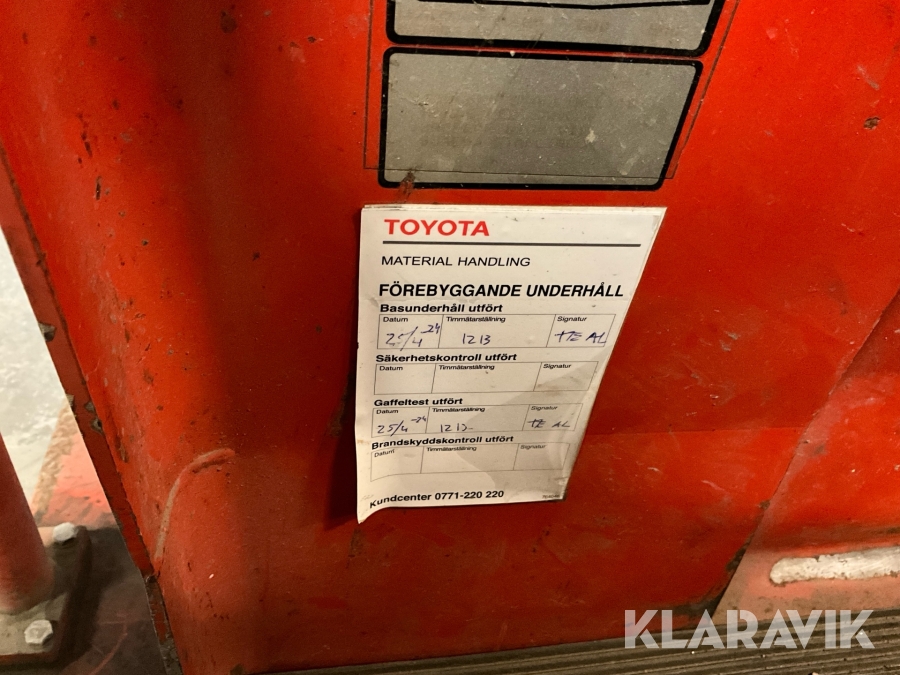 TOYOTA
MATERIAL HANDLING
FÖREBYGGANDE UNDERHÅLL
Basunderhåll utfört
Datum Timmätarställning Signatur
25/4 -24 1213
Säkerhetskontroll utfört
Datum Timmätarställning Signatur
Gaffeltest utfört
Datum Timmätarställning Signatur
25/4 -24 1213
Brandskyddskontroll utfört
Datum Timmätarställning Signatur
Kundcenter 0771-220 220
KLARAVIK